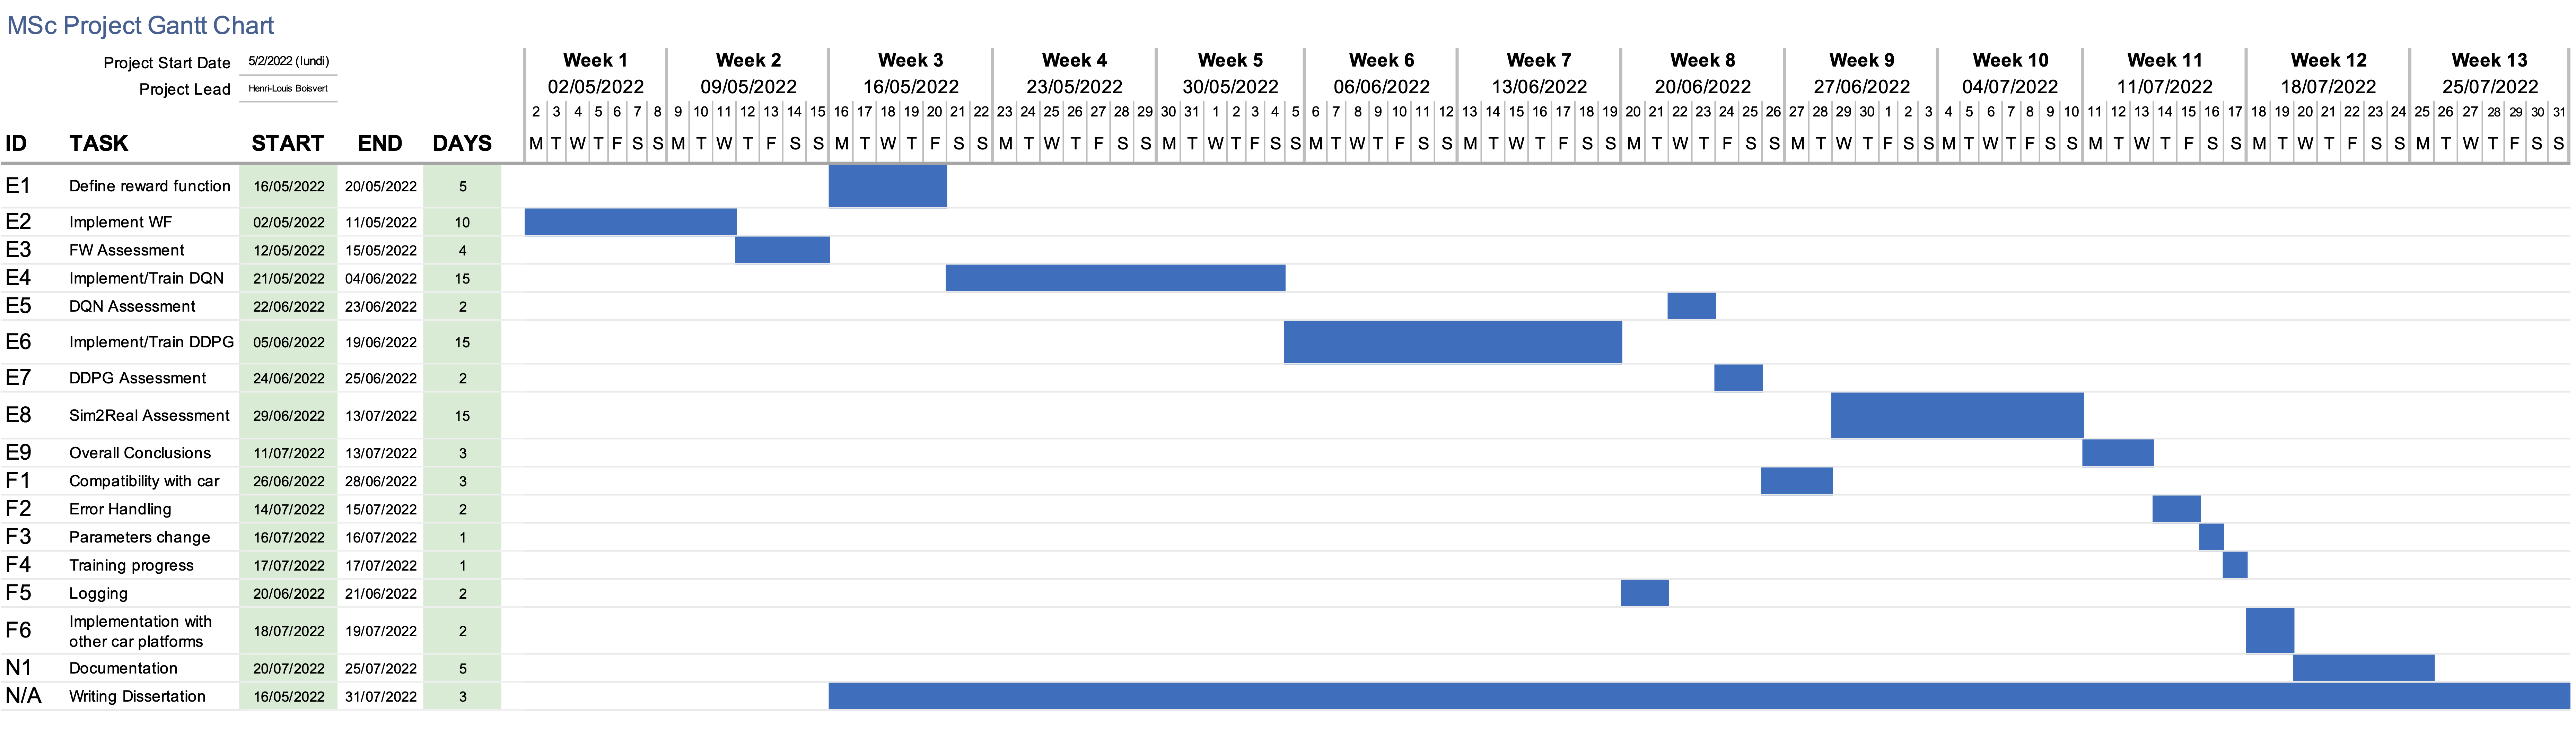 MSc Project Gantt Chart
Project Start Date 5/2/2022 (lundi)
Project Lead Henri-Louis Boisvert
Week 1 Week 2 Week 3 Week 4 Week 5 Week 6 Week 7 Week 8 Week 9 Week 10 Week 11 Week 12 Week 13
02/05/2022 09/05/2022 16/05/2022 23/05/2022 30/05/2022 06/06/2022 13/06/2022 20/06/2022 27/06/2022 04/07/2022 11/07/2022 18/07/2022 25/07/2022
2 3 4 5 6 7 8 9 10 11 12 13 14 15 16 17 18 19 20 21 22 23 24 25 26 27 28 29 30 31 1 2 3 4 5 6 7 8 9 10 11 12 13 14 15 16 17 18 19 20 21 22 23 24 25 26 27 28 29 30 1 2 3 4 5 6 7 8 9 10 11 12 13 14 15 16 17 18 19 20 21 22 23 24 25 26 27 28 29 30 31
ID TASK START END DAYS M T W T F S S M T W T F S S M T W T F S S M T W T F S S M T W T F S S M T W T F S S M T W T F S S M T W T F S S M T W T F S S M T W T F S S M T W T F S S M T W T F S S M T W T F S S
E1 Define reward function 16/05/2022 20/05/2022 5
E2 Implement WF 02/05/2022 11/05/2022 10
E3 FW Assessment 12/05/2022 15/05/2022 4
E4 Implement/Train DQN 21/05/2022 04/06/2022 15
E5 DQN Assessment 22/06/2022 23/06/2022 2
E6 Implement/Train DDPG 05/06/2022 19/06/2022 15
E7 DDPG Assessment 24/06/2022 25/06/2022 2
E8 Sim2Real Assessment 29/06/2022 13/07/2022 15
E9 Overall Conclusions 11/07/2022 13/07/2022 3
F1 Compatibility with car 26/06/2022 28/06/2022 3
F2 Error Handling 14/07/2022 15/07/2022 2
F3 Parameters change 16/07/2022 16/07/2022 1
F4 Training progress 17/07/2022 17/07/2022 1
F5 Logging 20/06/2022 21/06/2022 2
F6 Implementation with
other car platforms 18/07/2022 19/07/2022 2
N1 Documentation 20/07/2022 25/07/2022 5
N/A Writing Dissertation 16/05/2022 31/07/2022 3